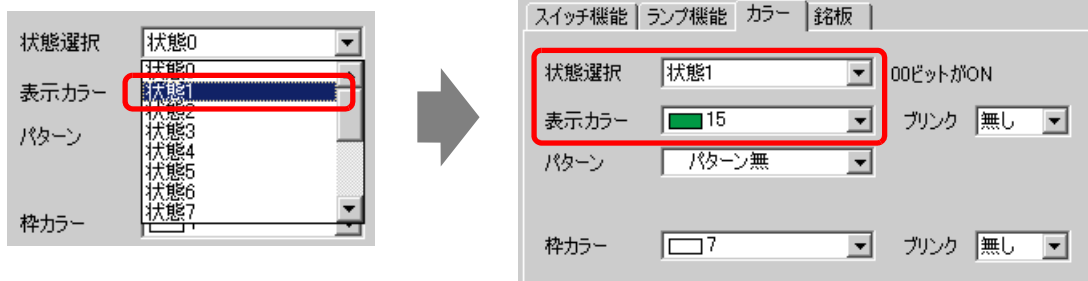 状態選択 状態0
表示カラー
パターン
枠カラー
状態0
状態1
状態2
状態3
状態4
状態5
状態6
状態7
スイッチ機能 ランプ機能 カラー 銘板
状態選択 状態1 00ビットがON
表示カラー 15 ブリンク 無し
パターン パターン無
枠カラー 7 ブリンク 無し